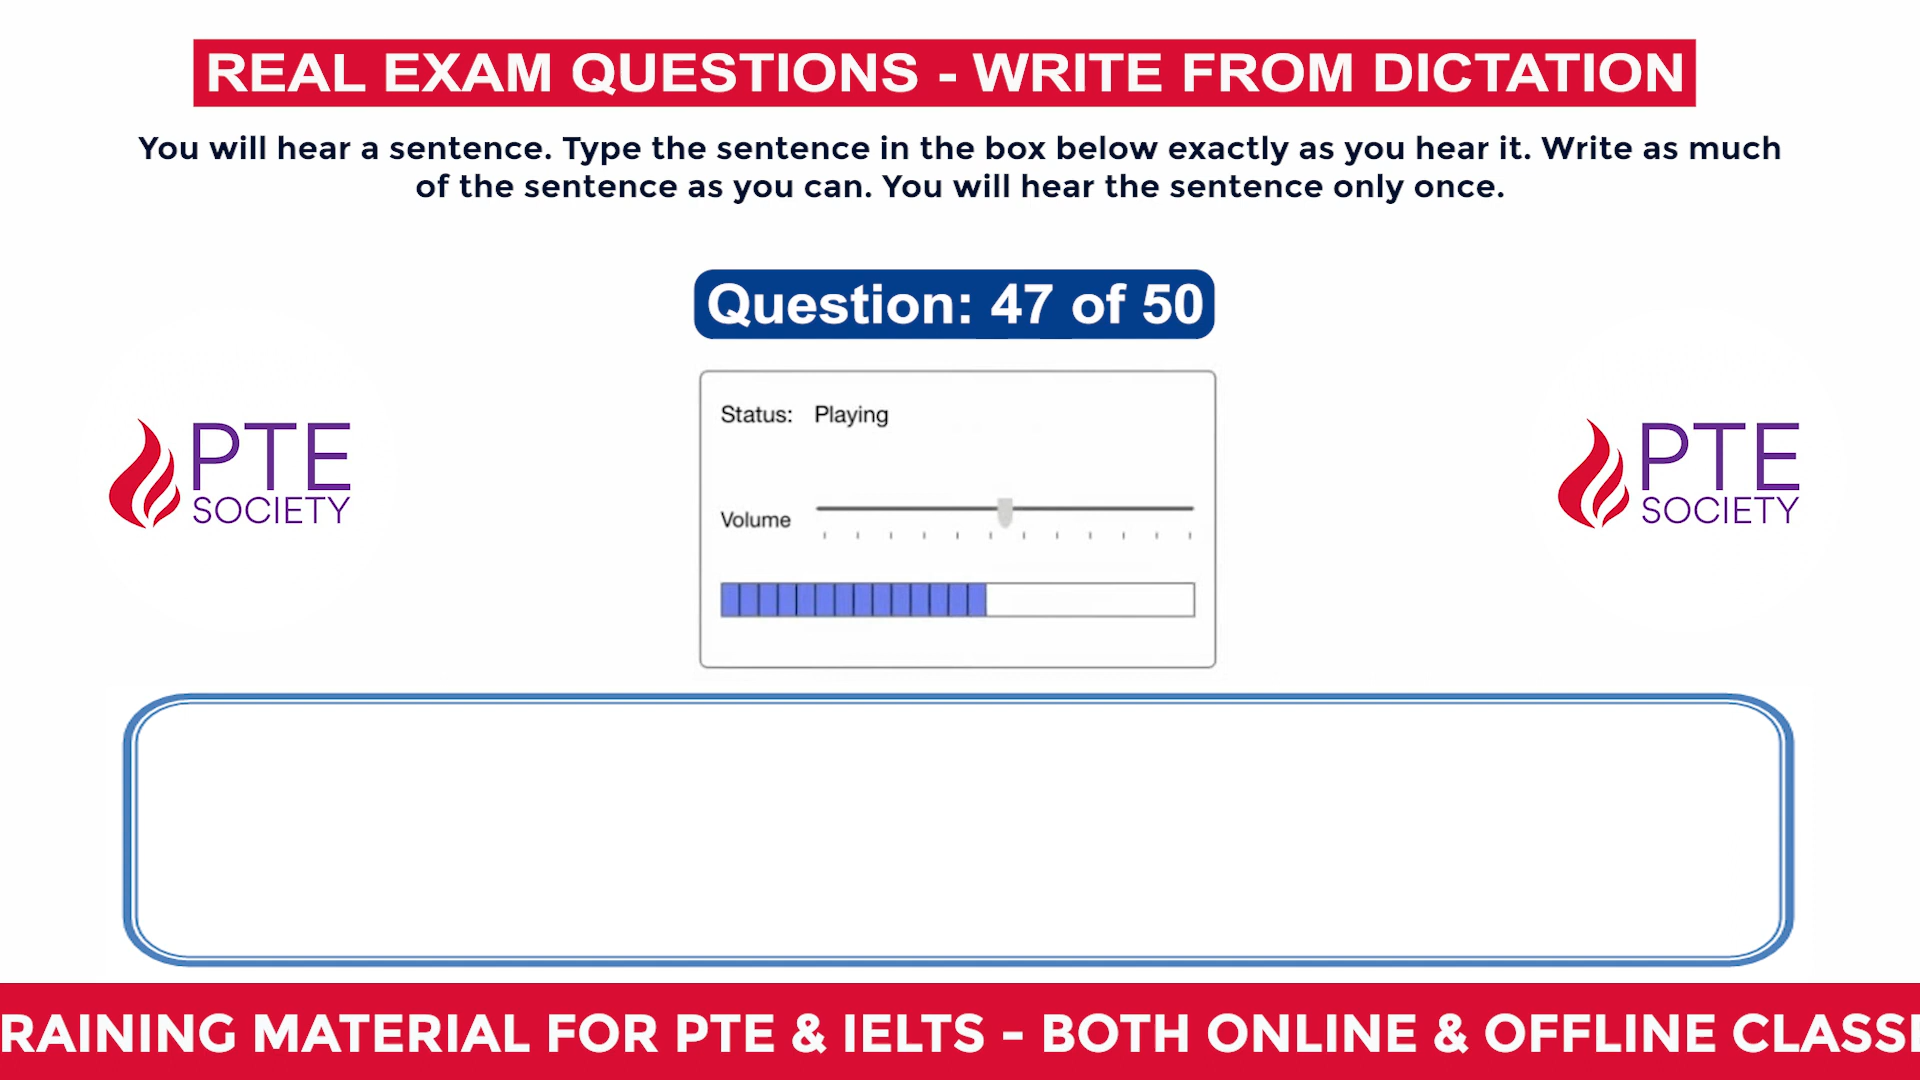 REAL EXAM QUESTIONS - WRITE FROM DICTATION
You will hear a sentence. Type the sentence in the box below exactly as you hear it. Write as much
of the sentence as you can. You will hear the sentence only once.
Question: 47 of 50
Status: Playing
PTE
SOCIETY
PTE
SOCIETY
Volume
RAINING MATERIAL FOR PTE & IELTS - BOTH ONLINE & OFFLINE CLASS